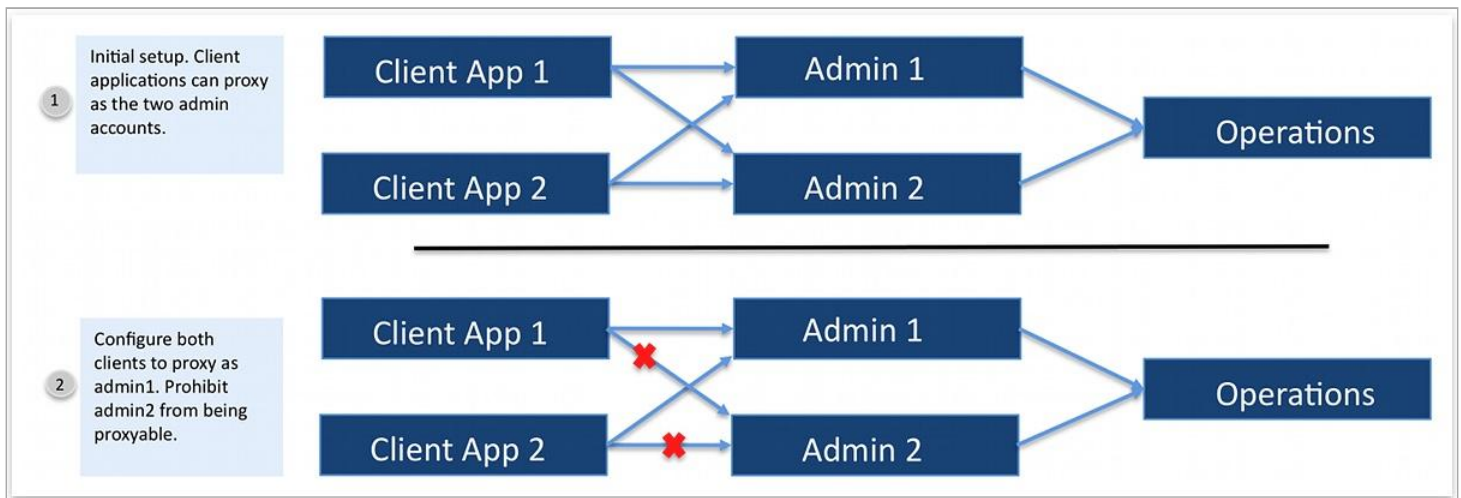 1
Initial setup. Client
applications can proxy
as the two admin
accounts.
Client App 1
Admin 1
Client App 2
Admin 2
Operations
2
Configure both
clients to proxy as
admin1. Prohibit
admin2 from being
proxyable.
Client App 1
Admin 1
Client App 2
Admin 2
Operations